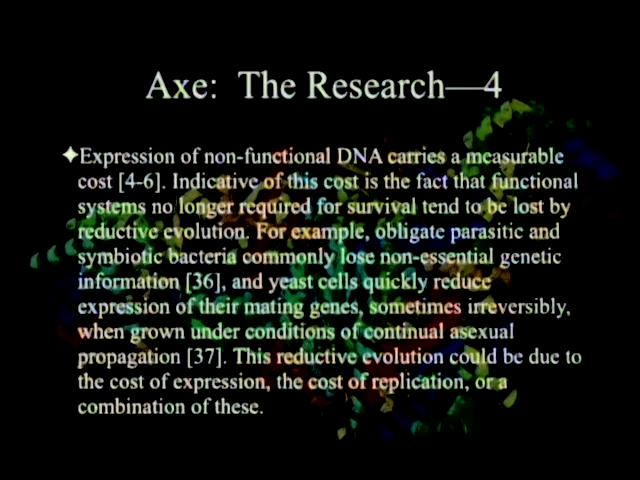 Axe: The Research—4
✦Expression of non-functional DNA carries a measurable
cost [4-6]. Indicative of this cost is the fact that functional
systems no longer required for survival tend to be lost by
reductive evolution. For example, obligate parasitic and
symbiotic bacteria commonly lose non-essential genetic
information [36], and yeast cells quickly reduce
expression of their mating genes, sometimes irreversibly,
when grown under conditions of continual asexual
propagation [37]. This reductive evolution could be due to
the cost of expression, the cost of replication, or a
combination of these.